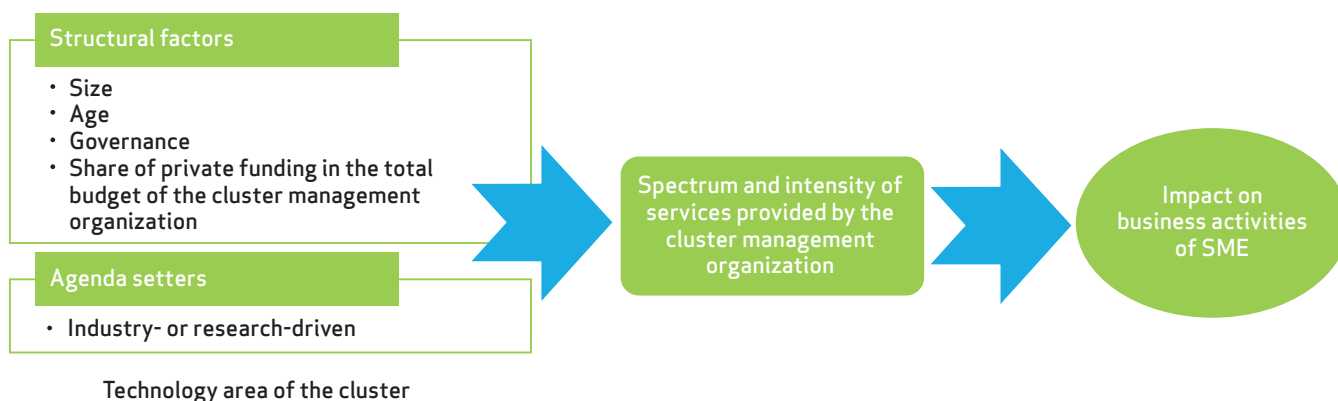 Structural factors
· Size
· Age
· Governance
· Share of private funding in the total
budget of the cluster management
organization
Agenda setters
· Industry- or research-driven
Technology area of the cluster
Spectrum and intensity of
services provided by the
cluster management
organization
Impact on
business activities
of SME